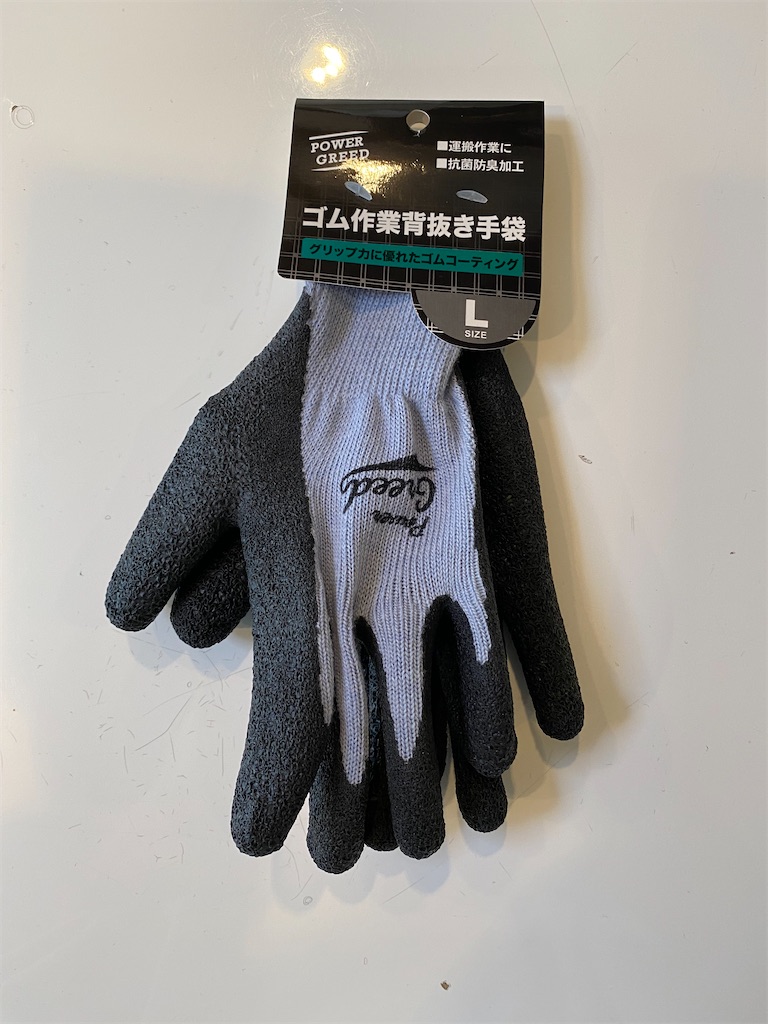 POWER
GREED
■運搬作業に
■抗菌防臭加工
ゴム作業背抜き手袋
グリップ力に優れたゴムコーティング
L
SIZE
Power
Greed